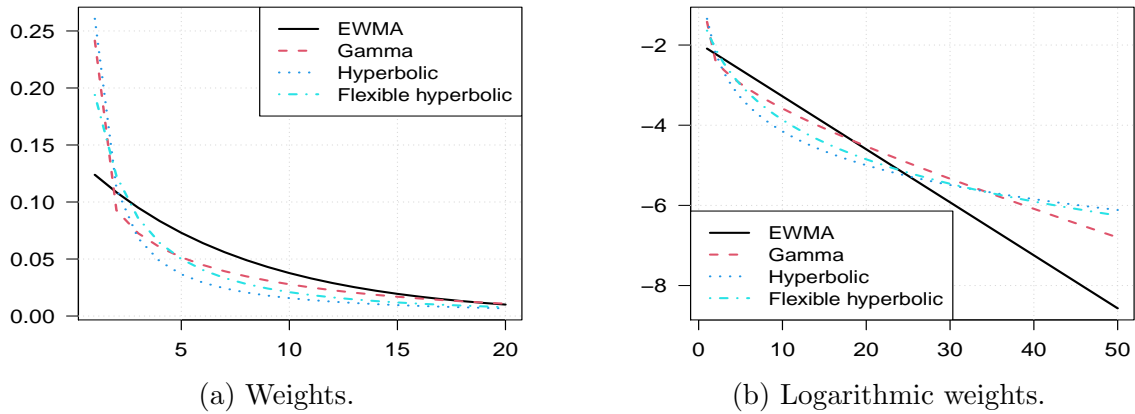 0.25
0.20
0.15
0.10
0.05
0.00
5
10
15
20
EWMA
Gamma
Hyperbolic
Flexible hyperbolic
(a) Weights.
−2
−4
−6
−8
0
10
20
30
40
50
EWMA
Gamma
Hyperbolic
Flexible hyperbolic
(b) Logarithmic weights.